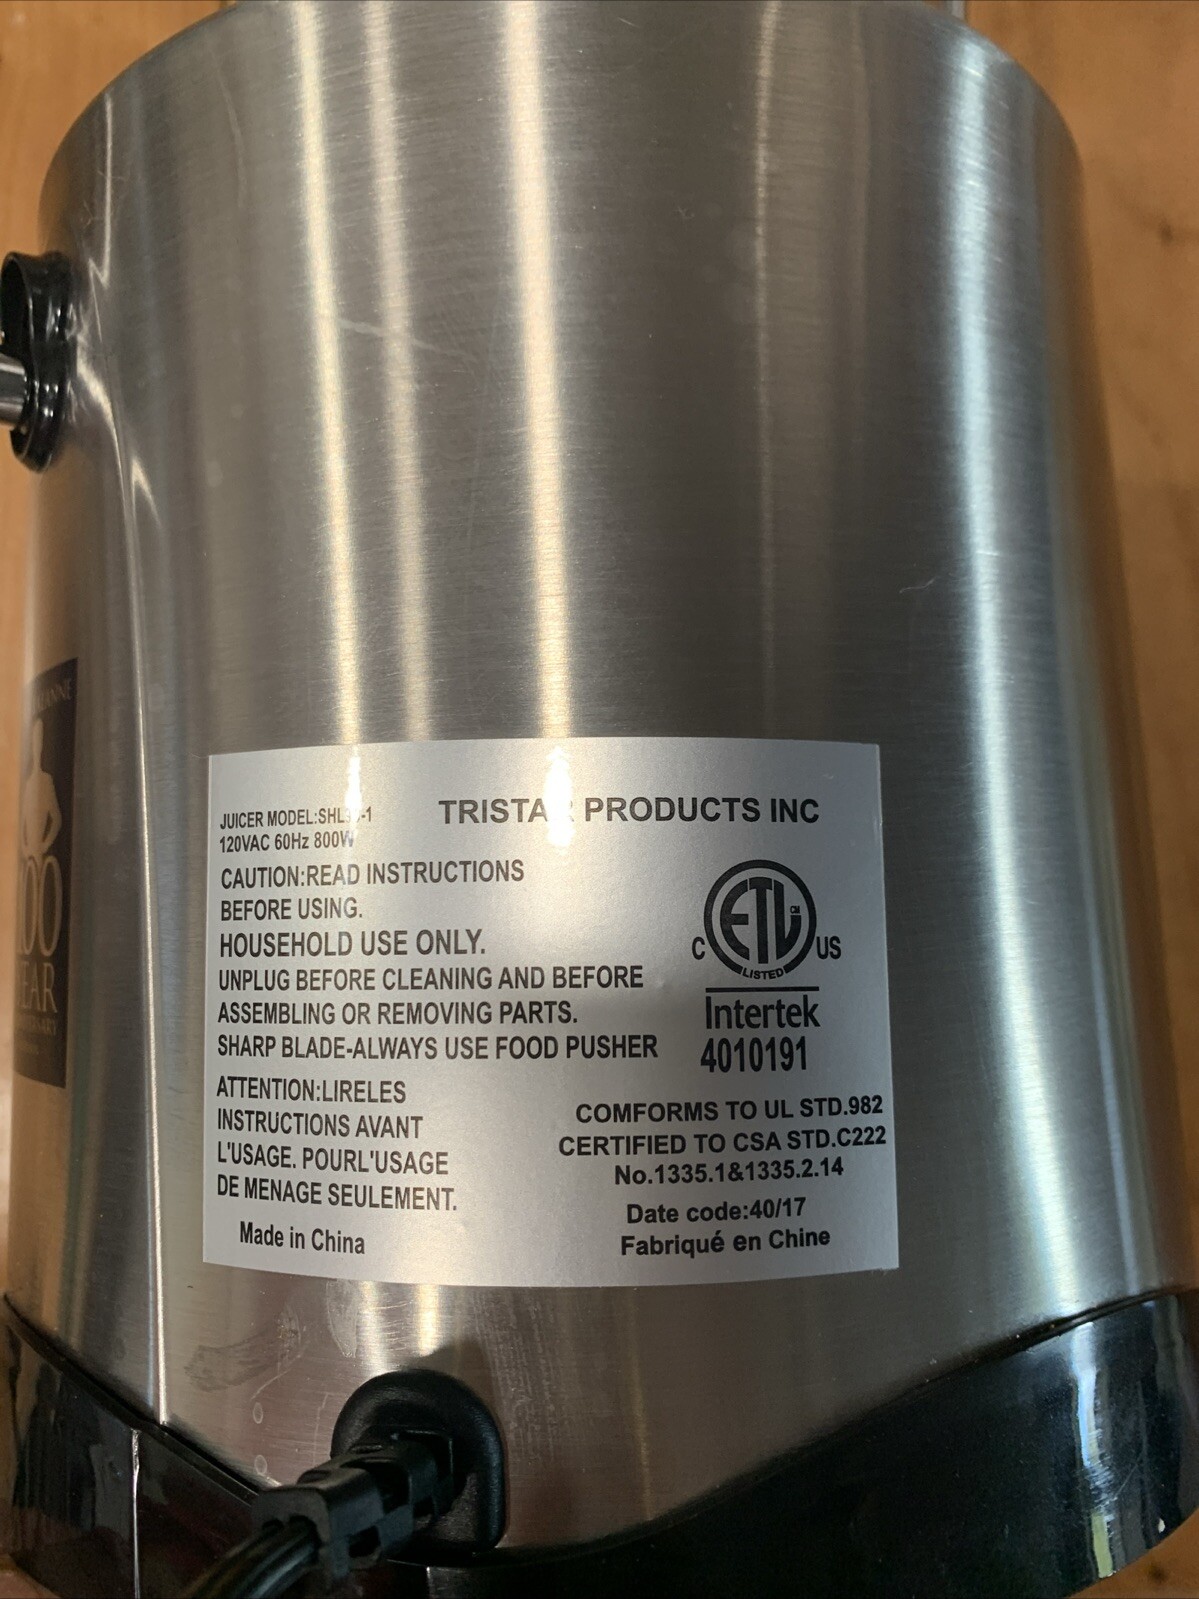 120VAC 60Hz 800W
PRODUCTS INC
CAUTION:READ INSTRUCTIONS
BEFORE USING.
HOUSEHOLD USE ONLY.
UNPLUG BEFORE CLEANING AND BEFORE
ASSEMBLING OR REMOVING PARTS.
SHARP BLADE-ALWAYS USE FOOD PUSHER
ATTENTION:LIRELES
INSTRUCTIONS AVANT
L'USAGE. POURL'USAGE
DE MENAGE SEULEMENT.
Made in China
JUICER
C ETL CM US
LISTED
Intertek
4010191
COMFORMS TO UL STD.982
CERTIFIED TO CSA STD.C222
No.1335.1&1335.2.14
Date code:40/17
Fabriqué en Chine